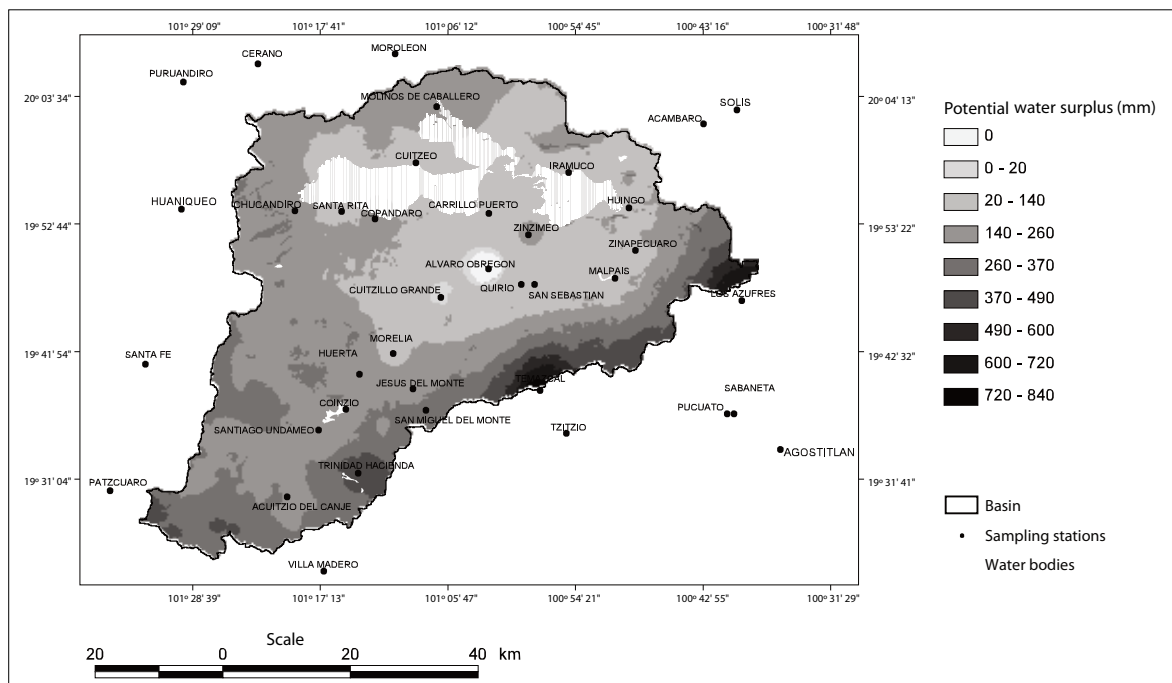 101° 29' 09" 101° 17' 41" 101° 06' 12" 100° 54' 45" 100° 43' 16" 100° 31' 48"
MOROLEON
CERANO
PURUANDIRO
20° 03' 34"
20° 04' 13"
MOLINOS DE CABALLERO
SOLIS
ACAMBARO
CUITZEO
IRAMUCO
HUANIQUEO
CHUCANDIRO
SANTA RITA
COPANDARO
CARRILLO PUERTO
HUINGO
19° 52' 44"
19° 53' 22"
ZINZIMEO
ZINAPECUARO
ALVARO OBREGON
MALPAIS
CUITZILLO GRANDE
QUIRIO
SAN SEBASTIAN
LOS AZUFRES
MORELIA
19° 41' 54"
19° 42' 32"
SANTA FE
HUERTA
JESUS DEL MONTE
TEMAZCAL
SABANETA
COINZIO
PUCUATO
SAN MIGUEL DEL MONTE
SANTIAGO UNDAMEO
TZITZIO
AGOSTITLAN
TRINIDAD HACIENDA
19° 31' 04"
19° 31' 41"
PATZCUARO
ACUITZIO DEL CANJE
VILLA MADERO
101° 28' 39" 101° 17' 13" 101° 05' 47" 100° 54' 21" 100° 42' 55" 100° 31' 29"
Scale
20 0 20 40 km
Potential water surplus (mm)
0
0 - 20
20 - 140
140 - 260
260 - 370
370 - 490
490 - 600
600 - 720
720 - 840
Basin
Sampling stations
Water bodies